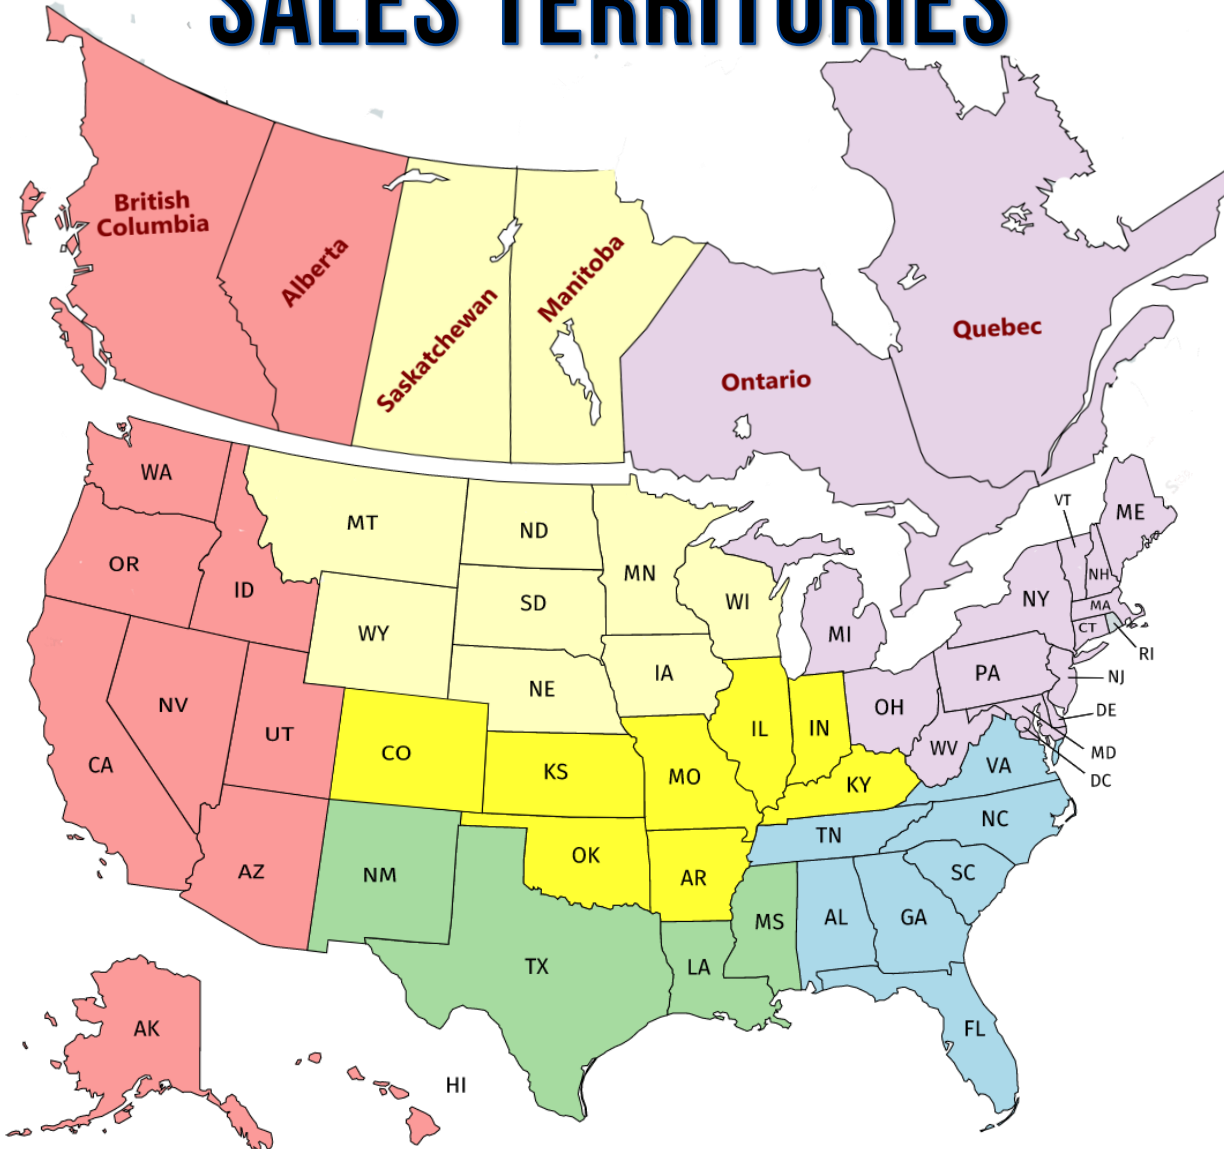 SALES TERRITORIES
British
Columbia
Alberta
Saskatchewan
Manitoba
Ontario
Quebec
WA
OR
ID
MT
ND
MN
SD
WY
WI
MI
NY
VT
ME
NH
MA
CT
RI
NJ
PA
DE
MD
DC
IA
NE
NV
UT
CA
CO
KS
MO
IL
IN
OH
WV
VA
KY
NC
TN
SC
AZ
NM
OK
AR
MS
AL
GA
TX
LA
FL
AK
HI